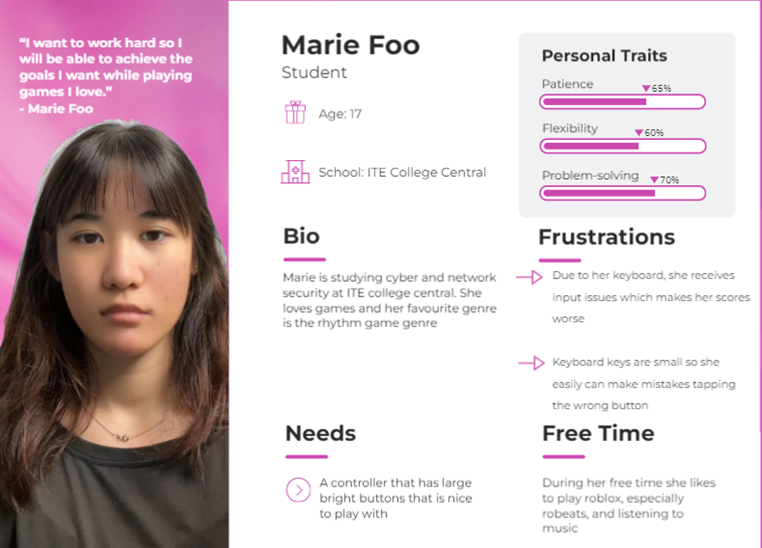 “I want to work hard so I
will be able to achieve the
goals I want while playing
games I love.”
- Marie Foo
Marie Foo
Student
Age: 17
School: ITE College Central
Personal Traits
Patience
65%
Flexibility
60%
Problem-solving
70%
Bio
Marie is studying cyber and network
security at ITE college central. She
loves games and her favourite genre
is the rhythm game genre
Frustrations
Due to her keyboard, she receives
input issues which makes her scores
worse
Keyboard keys are small so she
easily can make mistakes tapping
the wrong button
Needs
A controller that has large
bright buttons that is nice
to play with
Free Time
During her free time she likes
to play roblox, especially
robeats, and listening to
music